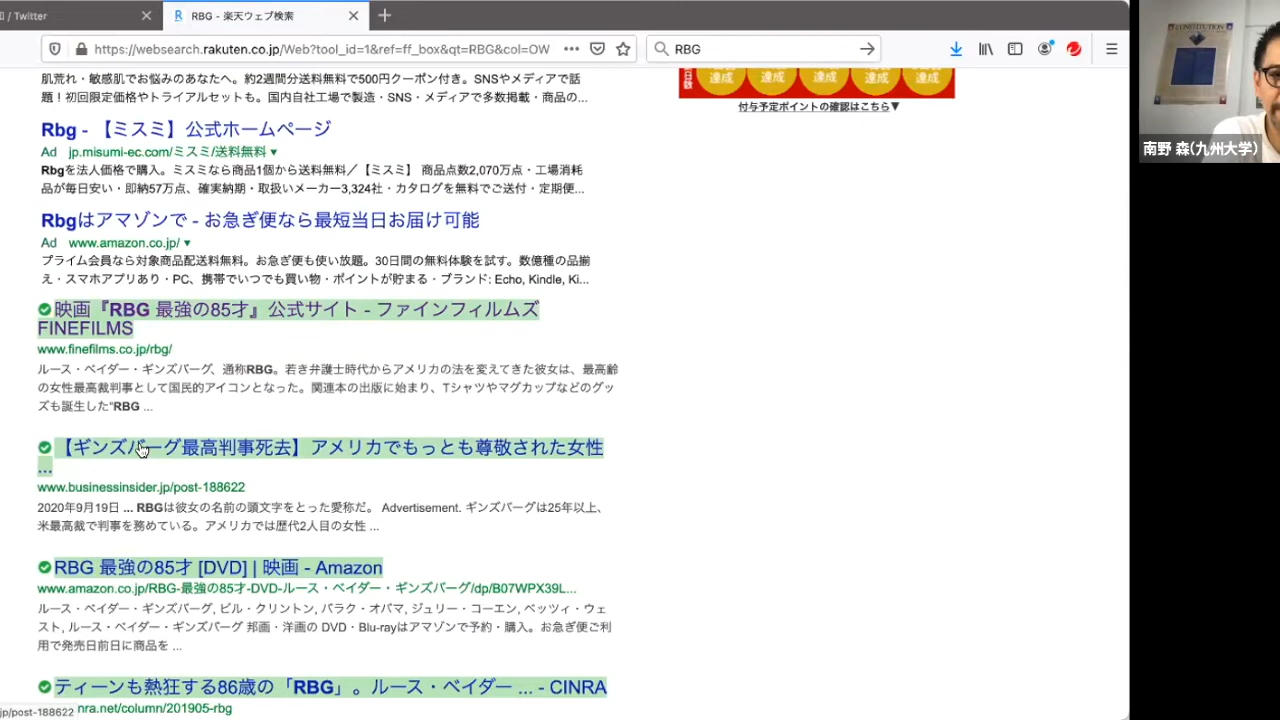 / Twitter
RBG - 楽天ウェブ検索
https://websearch.rakuten.co.jp/Web?tool_id=1&ref=ff_box&qt=RBG&col=OW
RBG
肌荒れ・敏感肌でお悩みのあなたへ。約2週間分送料無料で500円クーポン付き。SNSやメディアで話
題！初回限定価格やトライアルセットも。国内自社工場で製造・SNS・メディアで多数掲載・商品の...
達成 達成 達成 達成 達成
付与予定ポイントの確認はこちら▼
CONSTITUTION
南野 森(九州大学)
Rbg - 【ミスミ】公式ホームページ
Ad jp.misumi-ec.com/ミスミ/送料無料 ▼
Rbgを法人価格で購入。ミスミなら商品1個から送料無料／【ミスミ】 商品点数2,070万点・工場消耗
品が毎日安い・即納57万点、確実納期・取扱いメーカー3,324社・カタログを無料でご送付・定期便...
Rbgはアマゾンで - お急ぎ便なら最短当日お届け可能
Ad www.amazon.co.jp/ ▼
プライム会員なら対象商品配送料無料。お急ぎ便も使い放題。30日間の無料体験を試す。数億種の品揃
え・スマホアプリあり・PC、携帯でいつでも買い物・ポイントが貯まる・ブランド: Echo, Kindle, Ki...
映画『RBG 最強の85才』公式サイト - ファインフィルムズ
FINEFILMS
www.finefilms.co.jp/rbg/
ルース・ベイダー・ギンズバーグ、通称RBG。若き弁護士時代からアメリカの法を変えてきた彼女は、最高齢
の女性最高裁判事として国民的アイコンとなった。関連本の出版に始まり、Tシャツやマグカップなどのグッ
ズも誕生した"RBG ...
【ギンズバーグ最高判事死去】アメリカでもっとも尊敬された女性
...
www.businessinsider.jp/post-188622
2020年9月19日 ... RBGは彼女の名前の頭文字をとった愛称だ。 Advertisement. ギンズバーグは25年以上、
米最高裁で判事を務めている。アメリカでは歴代2人目の女性 ...
RBG 最強の85才 [DVD] | 映画 - Amazon
www.amazon.co.jp/RBG-最強の85才-DVD-ルース・ベイダー・ギンズバーグ/dp/B07WPX39L...
ルース・ベイダー・ギンズバーグ, ビル・クリントン, バラク・オバマ, ジュリー・コーエン, ベッツィ・ウェ
スト, ルース・ベイダー・ギンズバーグ 邦画・洋画の DVD・Blu-rayはアマゾンで予約・購入。お急ぎ便ご利
用で発売日前日に商品を ...
ティーンも熱狂する86歳の「RBG」。ルース・ベイダー ... - CINRA
nra.net/column/201905-rbg
jp/post-188622